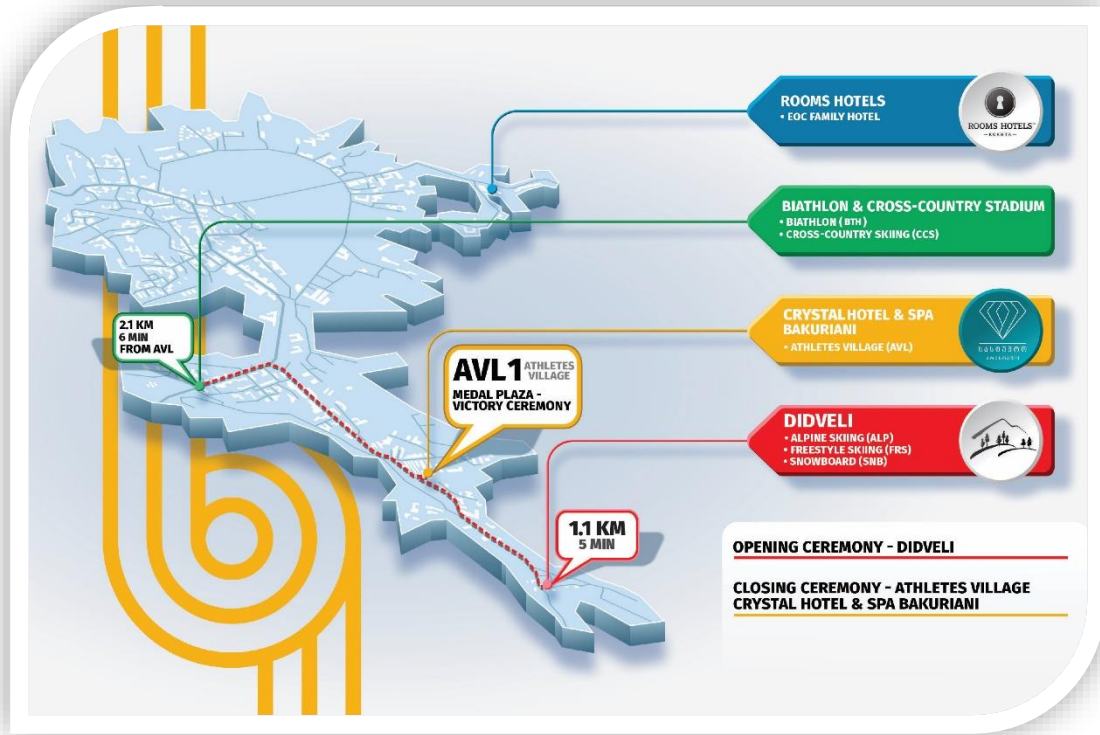 ROOMS HOTELS
• EOC FAMILY HOTEL
ROOMS HOTELS
BIATHLON & CROSS-COUNTRY STADIUM
• BIATHLON (BTH)
• CROSS-COUNTRY SKIING (CCS)
2.1 KM
6 MIN
FROM AVL
CRYSTAL HOTEL & SPA
BAKURIANI
• ATHLETES VILLAGE (AVL)
AVL1 ATHLETES
VILLAGE
MEDAL PLAZA -
VICTORY CEREMONY
DIDVELI
• ALPINE SKIING (ALP)
• FREESTYLE SKIING (FRS)
• SNOWBOARD (SNB)
1.1 KM
5 MIN
OPENING CEREMONY - DIDVELI
CLOSING CEREMONY - ATHLETES VILLAGE
CRYSTAL HOTEL & SPA BAKURIANI